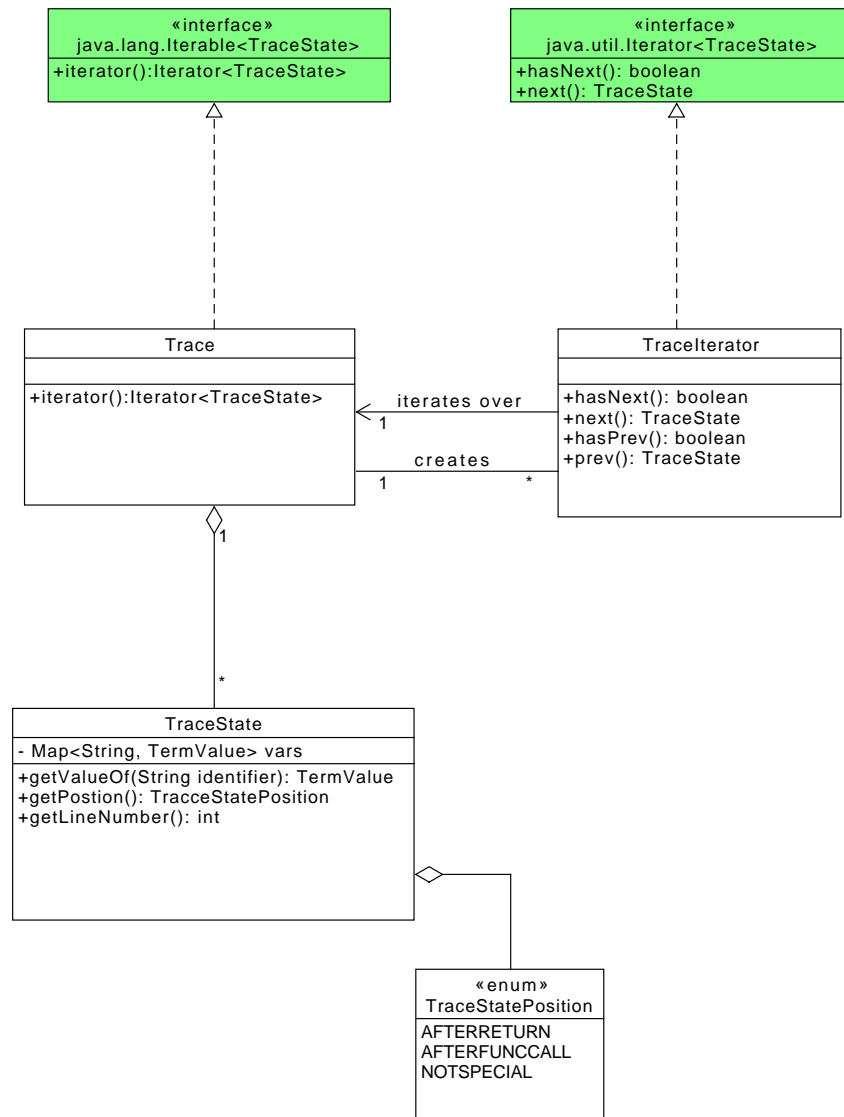 «interface»
java.lang.Iterable<TraceState>
+iterator():Iterator<TraceState>
«interface»
java.util.Iterator<TraceState>
+hasNext(): boolean
+next(): TraceState
Trace
+iterator():Iterator<TraceState>
TraceIterator
+hasNext(): boolean
+next(): TraceState
+hasPrev(): boolean
+prev(): TraceState
iterates over
1
creates
1
*
1
*
TraceState
- Map<String, TermValue> vars
+getValueOf(String identifier): TermValue
+getPostion(): TracceStatePosition
+getLineNumber(): int
«enum»
TraceStatePosition
AFTERRETURN
AFTERFUNCCALL
NOTSPECIAL